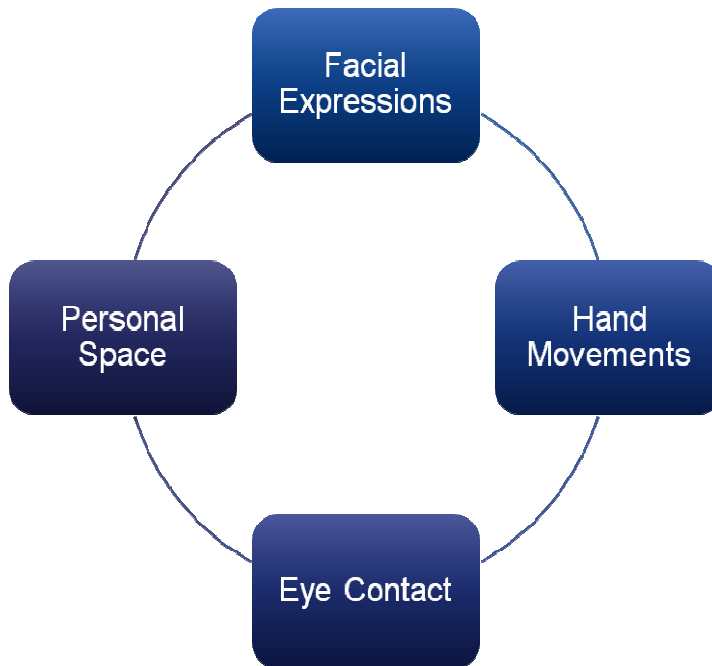 Facial
Expressions
Personal
Space
Hand
Movements
Eye Contact